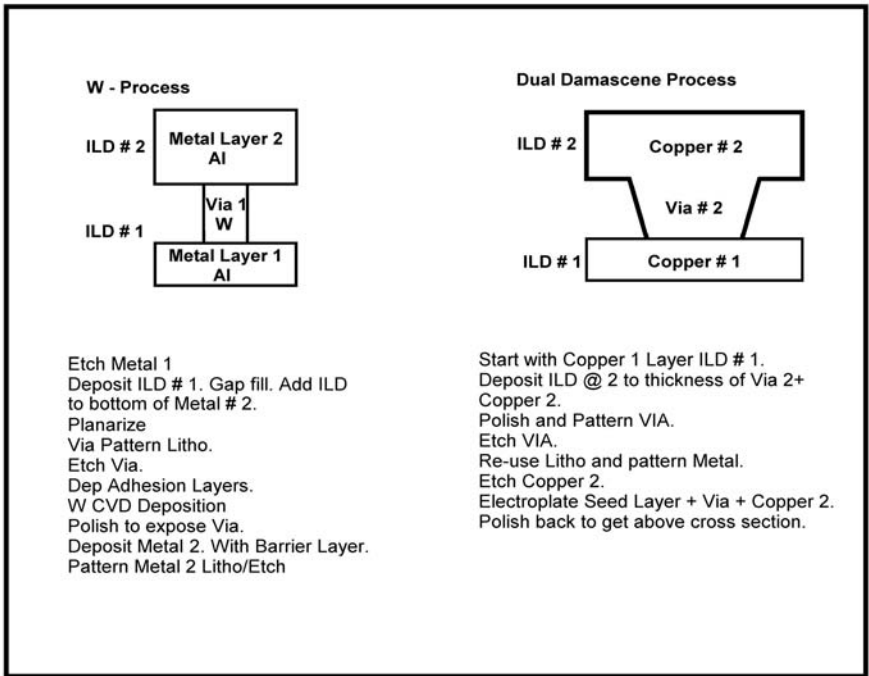 W - Process
ILD # 2
Metal Layer 2
Al
Via 1
W
ILD # 1
Metal Layer 1
Al
Etch Metal 1
Deposit ILD # 1. Gap fill. Add ILD
to bottom of Metal # 2.
Planarize
Via Pattern Litho.
Etch Via.
Dep Adhesion Layers.
W CVD Deposition
Polish to expose Via.
Deposit Metal 2. With Barrier Layer.
Pattern Metal 2 Litho/Etch
Dual Damascene Process
ILD # 2
Copper # 2
Via # 2
ILD # 1
Copper # 1
Start with Copper 1 Layer ILD # 1.
Deposit ILD @ 2 to thickness of Via 2+
Copper 2.
Polish and Pattern VIA.
Etch VIA.
Re-use Litho and pattern Metal.
Etch Copper 2.
Electroplate Seed Layer + Via + Copper 2.
Polish back to get above cross section.